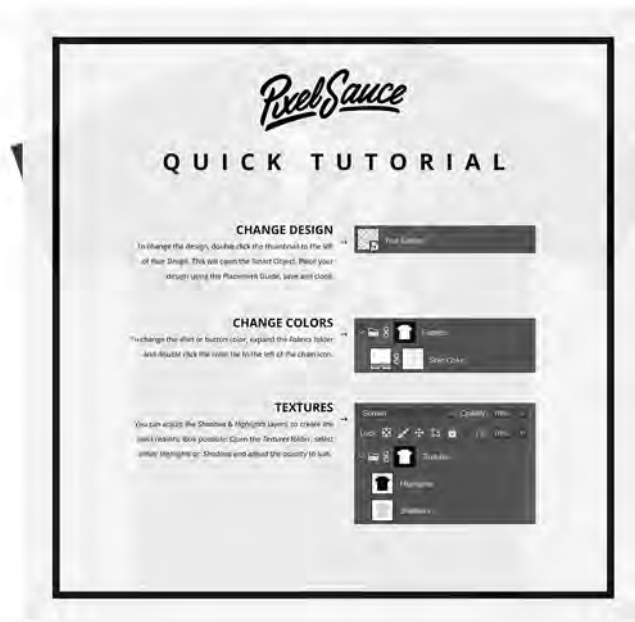 PixelSauce
QUICK TUTORIAL
CHANGE DESIGN
To change the design, double click the thumbnail to the left
of Your Design. This will open the Smart Object. Place your
design using the Placement Guide, save and close.
Your Design
CHANGE COLORS
To change the shirt or button color, expand the Fabrics folder
and double click the color tile to the left of the chain icon.
Fabrics
Shirt Color
TEXTURES
You can adjust the Shadows & Highlights layers, to create the
most realistic look possible. Open the Textures folder, select
either Highlights or Shadows and adjust the opacity to suit.
Screen Opacity:
Lock:
Textures
Highlights
Shadows